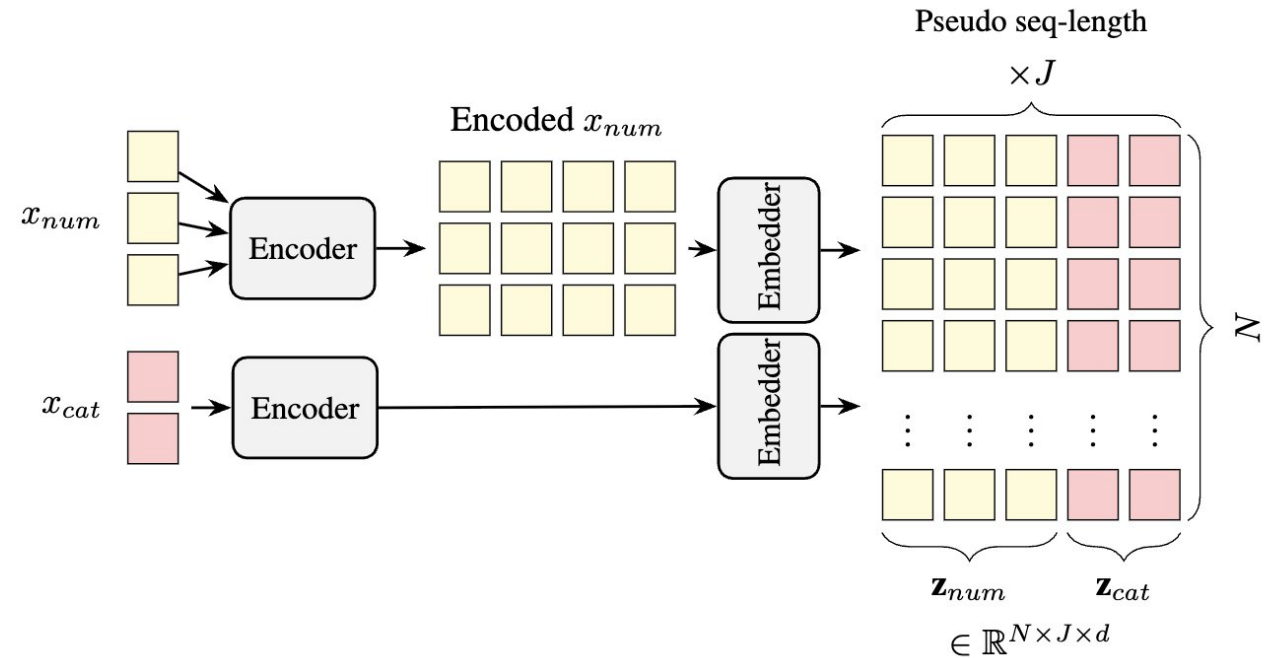 Pseudo seq-length
× J
Encoded x_num
x_num
Encoder
Embedder
N
x_cat
Encoder
Embedder
z_num
z_cat
∈ ℝ^{N×J×d}